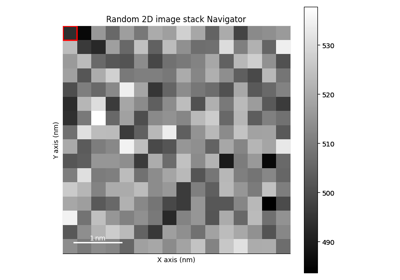 Random 2D image stack Navigator
Y axis (nm)
1 nm
X axis (nm)
530
520
510
500
490